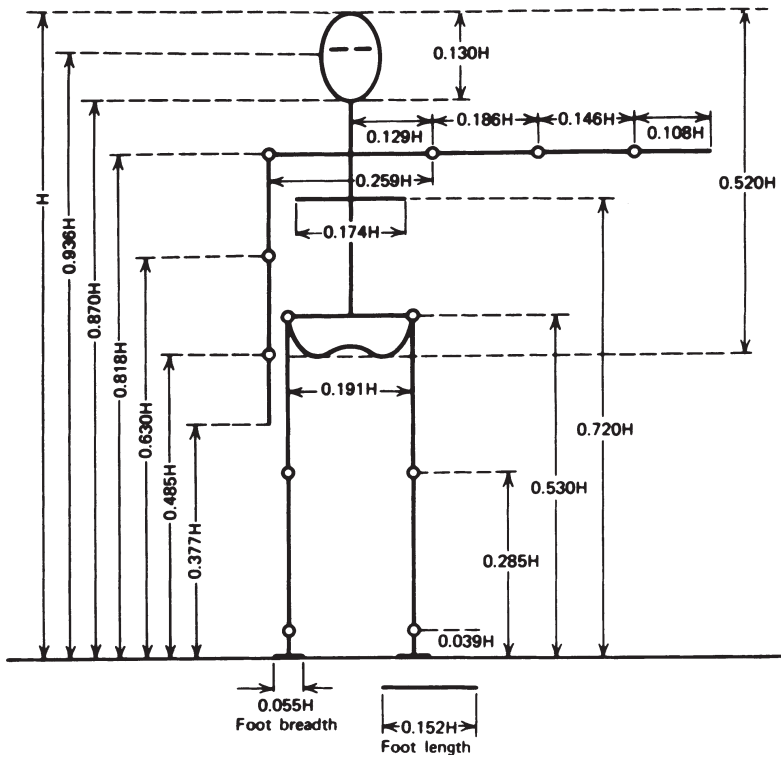 0.130H
0.186H
0.146H
0.129H
0.108H
0.259H
0.520H
H
0.936H
0.174H
0.870H
0.818H
0.630H
0.191H
0.720H
0.485H
0.530H
0.377H
0.285H
0.039H
0.055H
Foot breadth
0.152H
Foot length